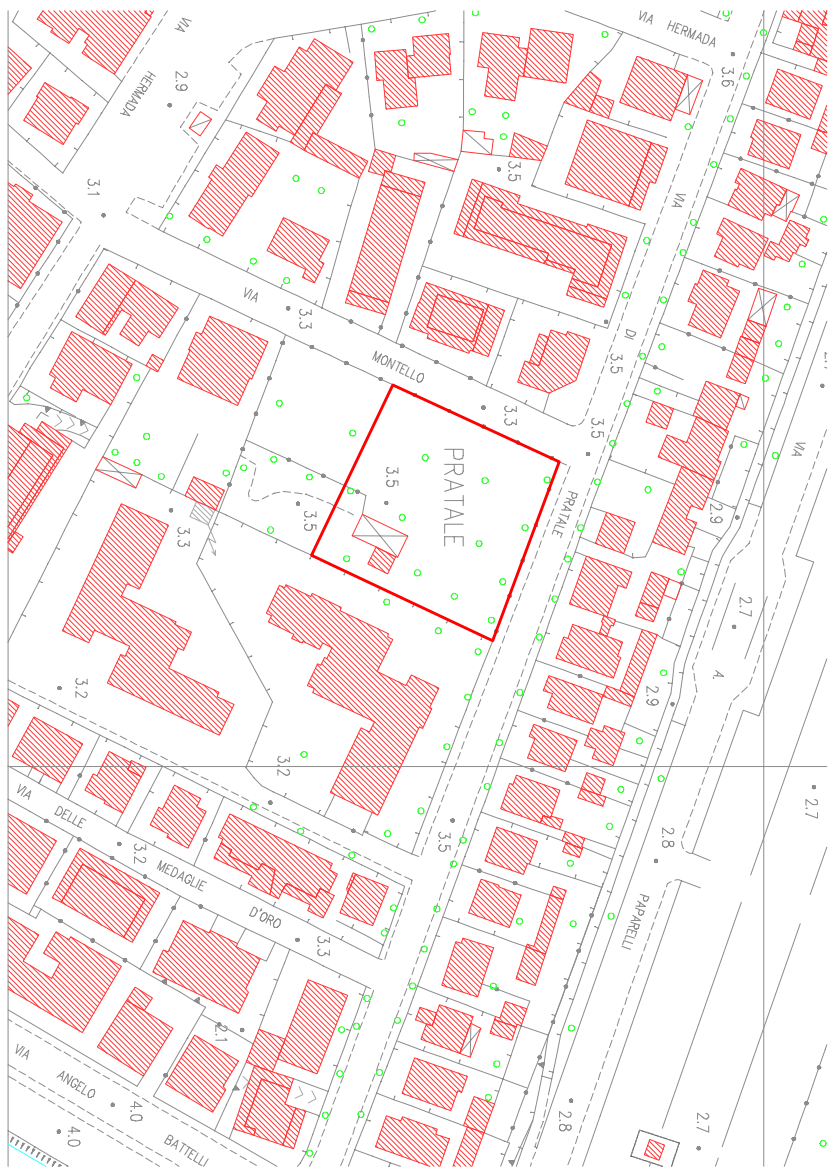 VIA HERMADA
VIA
HERMADA
2.9
3.6
3.1
3.5
VIA
VIA
3.3
DI
3.5
MONTELLO
3.3
3.5
VIA
PRATALE
3.5
PRATALE
3.5
3.3
2.9
2.7
A.
3.2
2.9
3.2
2.7
VIA
DELLE
3.2
MEDAGLIE
D'ORO
3.5
2.8
PAPARELLI
3.3
2.1
VIA
ANGELO
4.0
BATTELLI
4.0
2.8
2.7